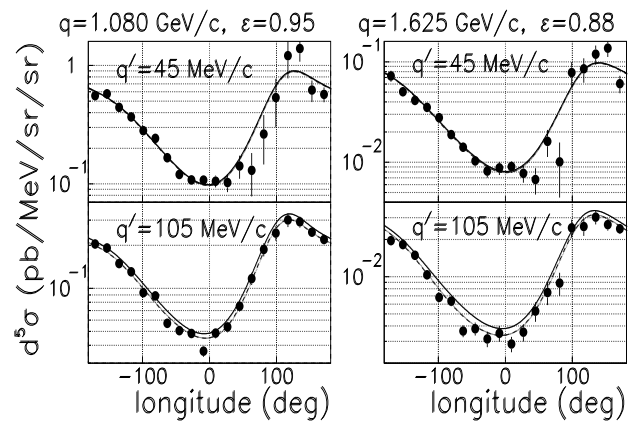 q=1.080 GeV/c, ε=0.95
q=1.625 GeV/c, ε=0.88
d⁵σ (pb/MeV/sr/sr)
1
q′=45 MeV/c
10⁻¹
10⁻¹
q′=45 MeV/c
10⁻²
q′=105 MeV/c
10⁻¹
q′=105 MeV/c
10⁻²
−100 0 100
longitude (deg)
−100 0 100
longitude (deg)